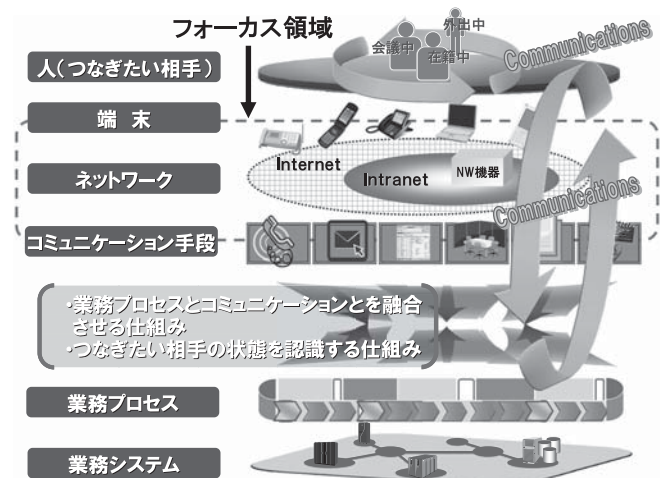 フォーカス領域
外出中
会議中
在籍中
Communications
人(つなぎたい相手)
端 末
Internet
Intranet
NW機器
ネットワーク
Communications
コミュニケーション手段
・業務プロセスとコミュニケーションとを融合
させる仕組み
・つなぎたい相手の状態を認識する仕組み
業務プロセス
業務システム